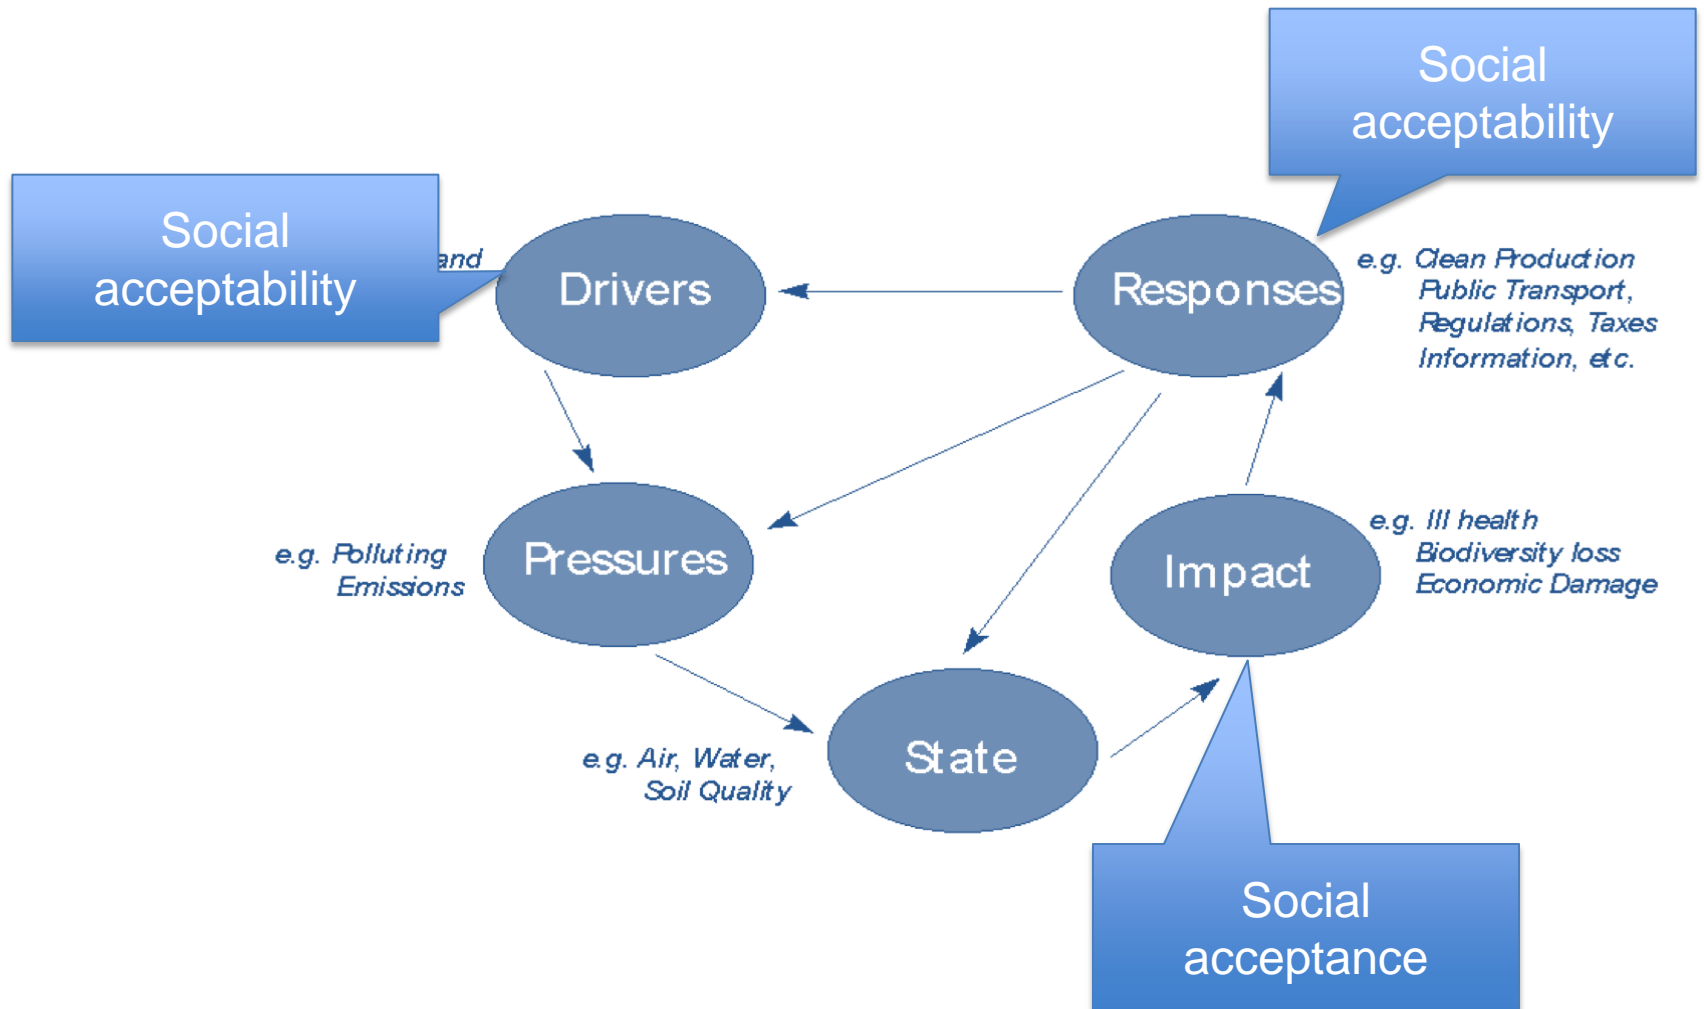 Social
acceptability
Social
acceptability
and
Drivers
Responses
e.g. Clean Production
Public Transport,
Regulations, Taxes
Information, etc.
e.g. Polluting
Emissions
Pressures
Impact
e.g. Ill health
Biodiversity loss
Economic Damage
e.g. Air, Water,
Soil Quality
State
Social
acceptance